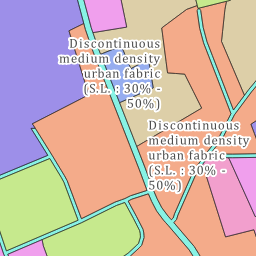 Discontinuous
medium density
urban fabric
(S.L. : 30% -
50%)
Discontinuous
medium density
urban fabric
(S.L. : 30% -
50%)